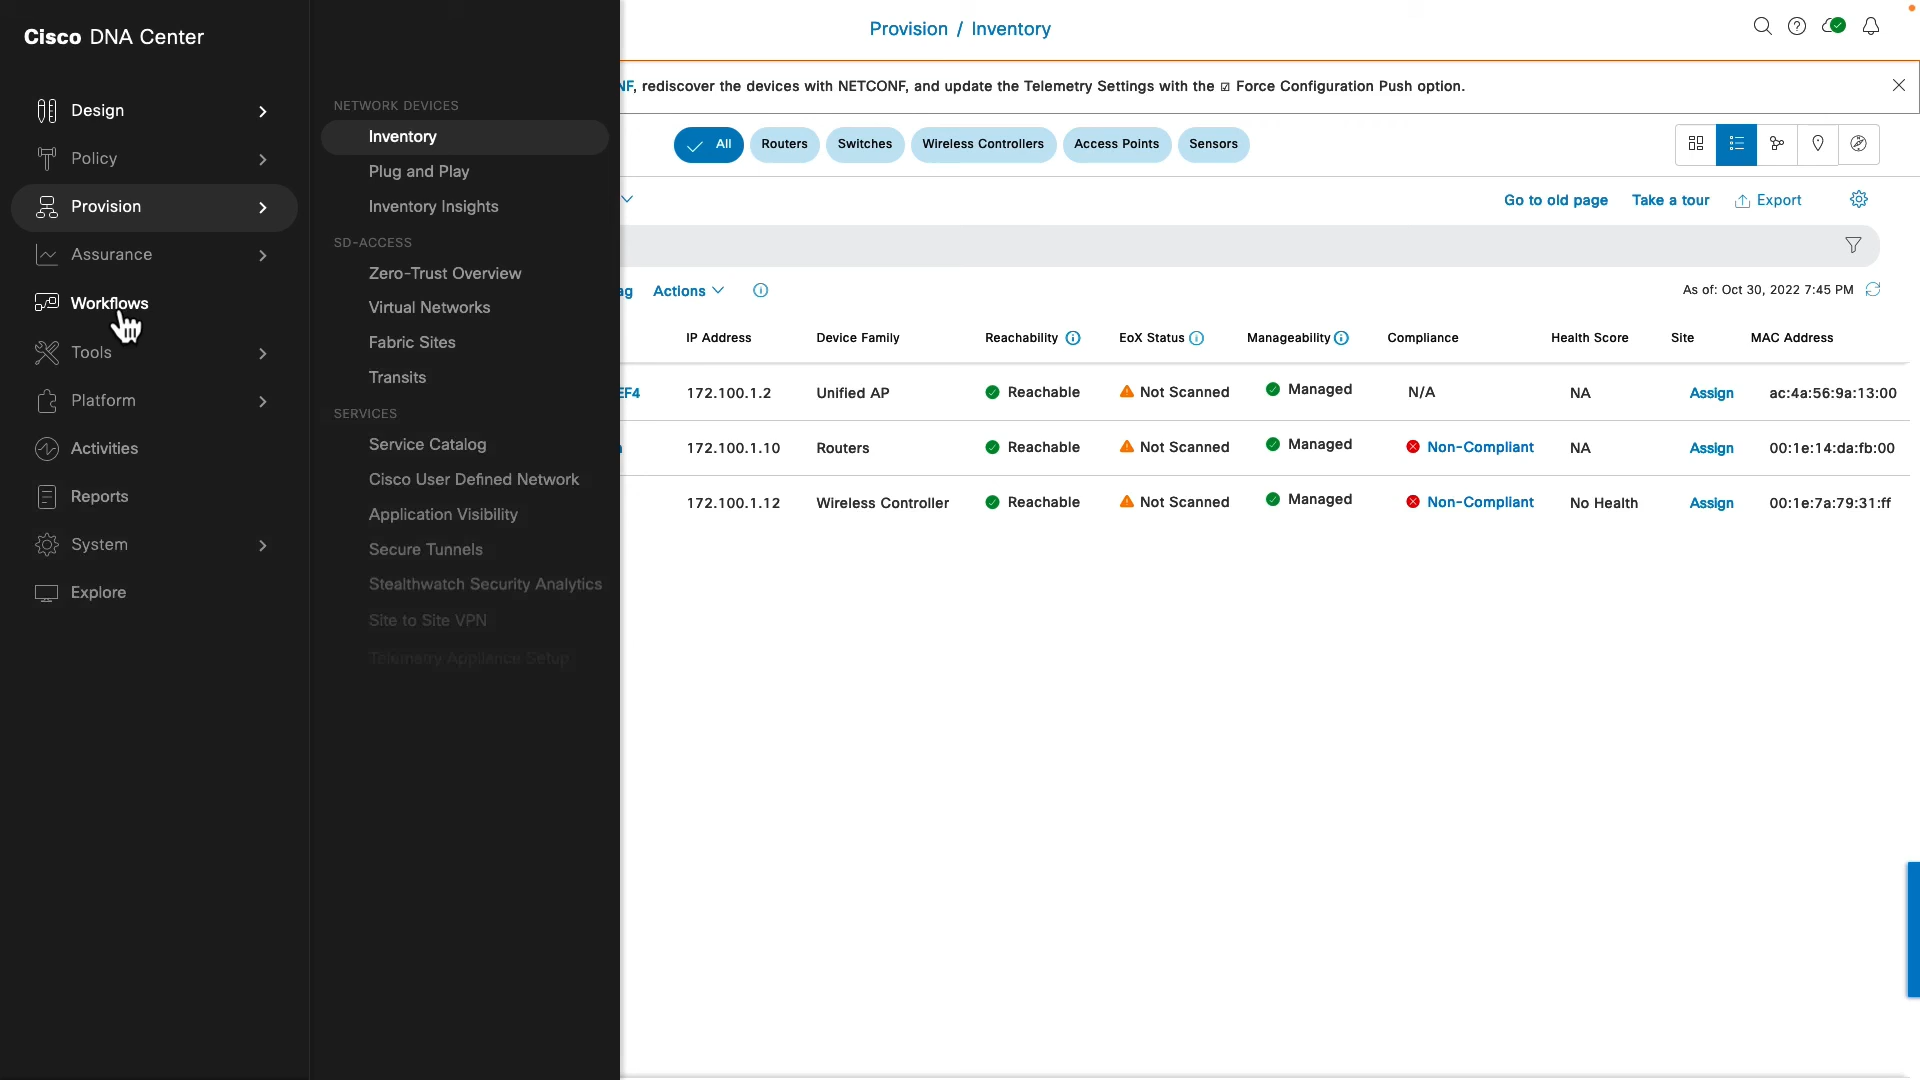 Cisco DNA Center
Design
Policy
Provision
Assurance
Workflows
Tools
Platform
Activities
Reports
System
Explore
NETWORK DEVICES
Inventory
Plug and Play
Inventory Insights
SD-ACCESS
Zero-Trust Overview
Virtual Networks
Fabric Sites
Transits
SERVICES
Service Catalog
Cisco User Defined Network
Application Visibility
Secure Tunnels
Stealthwatch Security Analytics
Site to Site VPN
Telemetry Appliance Setup
Provision / Inventory
NF, rediscover the devices with NETCONF, and update the Telemetry Settings with the ☑ Force Configuration Push option.
All Routers Switches Wireless Controllers Access Points Sensors
Go to old page Take a tour Export
ag Actions As of: Oct 30, 2022 7:45 PM
IP Address Device Family Reachability EoX Status Manageability Compliance Health Score Site MAC Address
EF4 172.100.1.2 Unified AP Reachable Not Scanned Managed N/A NA Assign ac:4a:56:9a:13:00
172.100.1.10 Routers Reachable Not Scanned Managed Non-Compliant NA Assign 00:1e:14:da:fb:00
172.100.1.12 Wireless Controller Reachable Not Scanned Managed Non-Compliant No Health Assign 00:1e:7a:79:31:ff